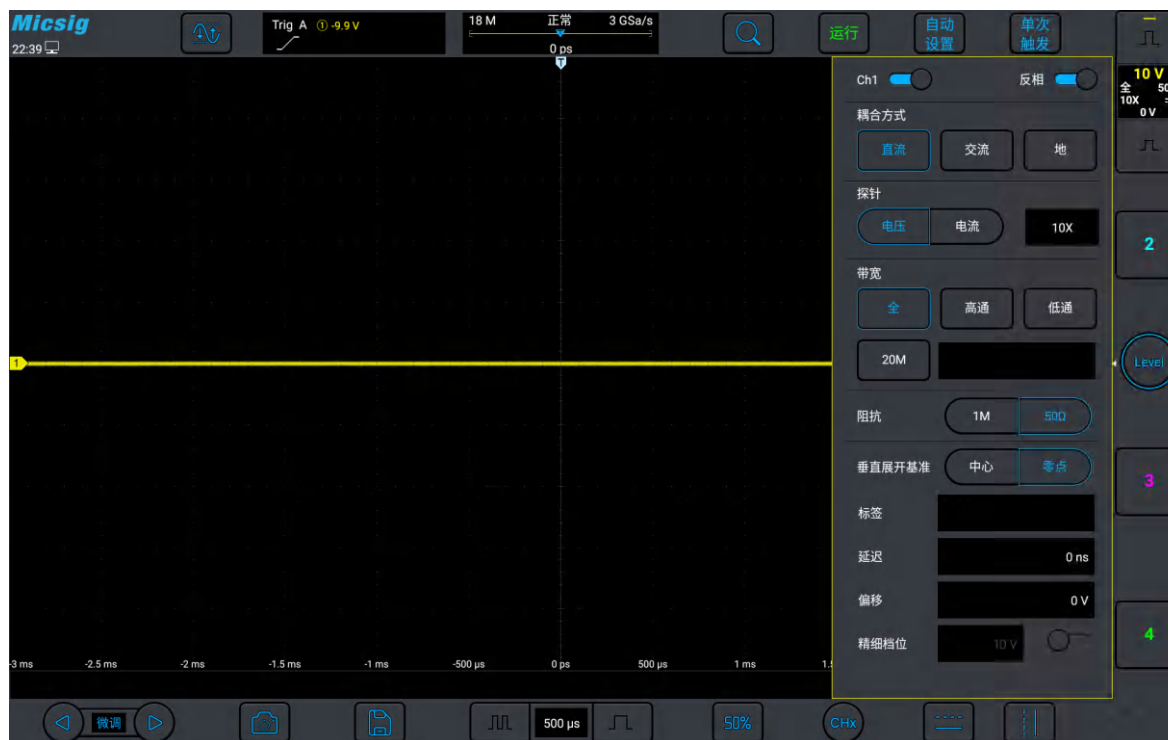 Micsig
22:39
Trig A ① -9.9 V
18 M 正常 3 GSa/s
0 ps
运行
自动
设置
单次
触发
T
Ch1
反相
10 V
全 50
10X
0 V
耦合方式
直流 交流 地
探针
电压 电流 10X
2
带宽
全 高通 低通
20M
1
Level
阻抗 1M 50Ω
垂直展开基准 中心 零点
3
标签
延迟 0 ns
偏移 0 V
精细档位 10 V
4
-3 ms -2.5 ms -2 ms -1.5 ms -1 ms -500 μs 0 ps 500 μs 1 ms 1.
微调
500 μs
50%
CHx